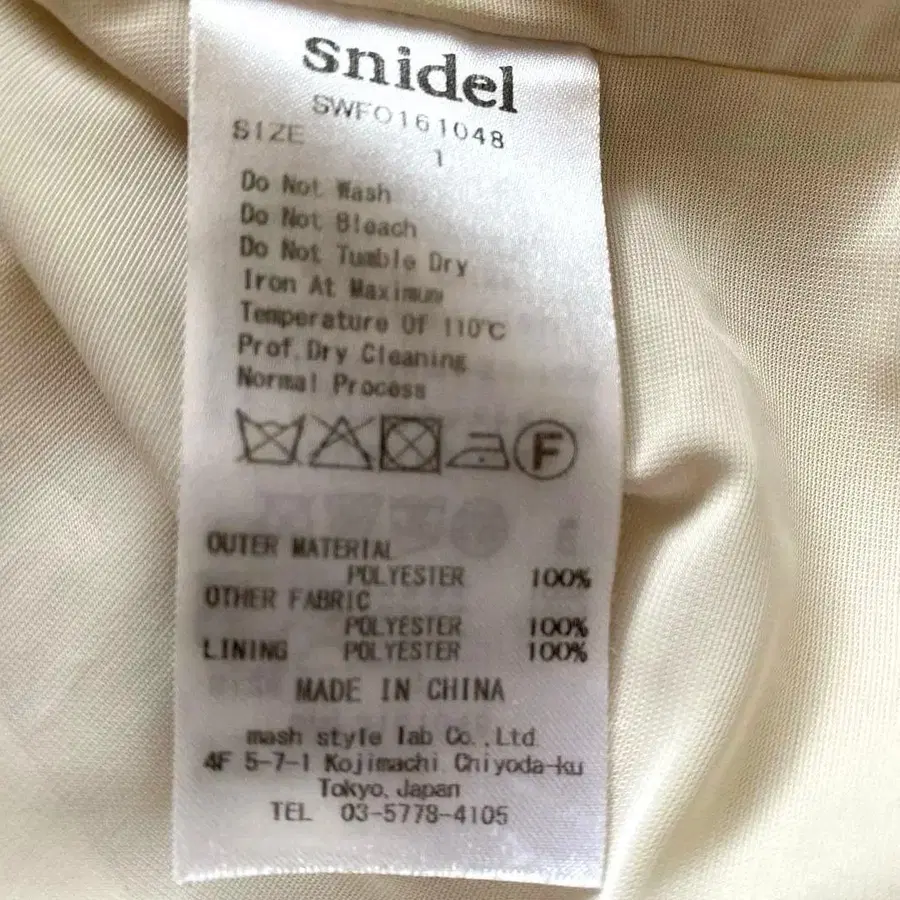 snidel
SWFO161048
SIZE 1
Do Not Wash
Do Not Bleach
Do Not Tumble Dry
Iron At Maximum
Temperature Of 110℃
Prof.Dry Cleaning
Normal Process
F
OUTER MATERIAL
POLYESTER 100%
OTHER FABRIC
POLYESTER 100%
LINING POLYESTER 100%
MADE IN CHINA
mash style lab Co.,Ltd.
4F 5-7-1 Kojimachi Chiyoda-ku
Tokyo, Japan
TEL 03-5778-4105